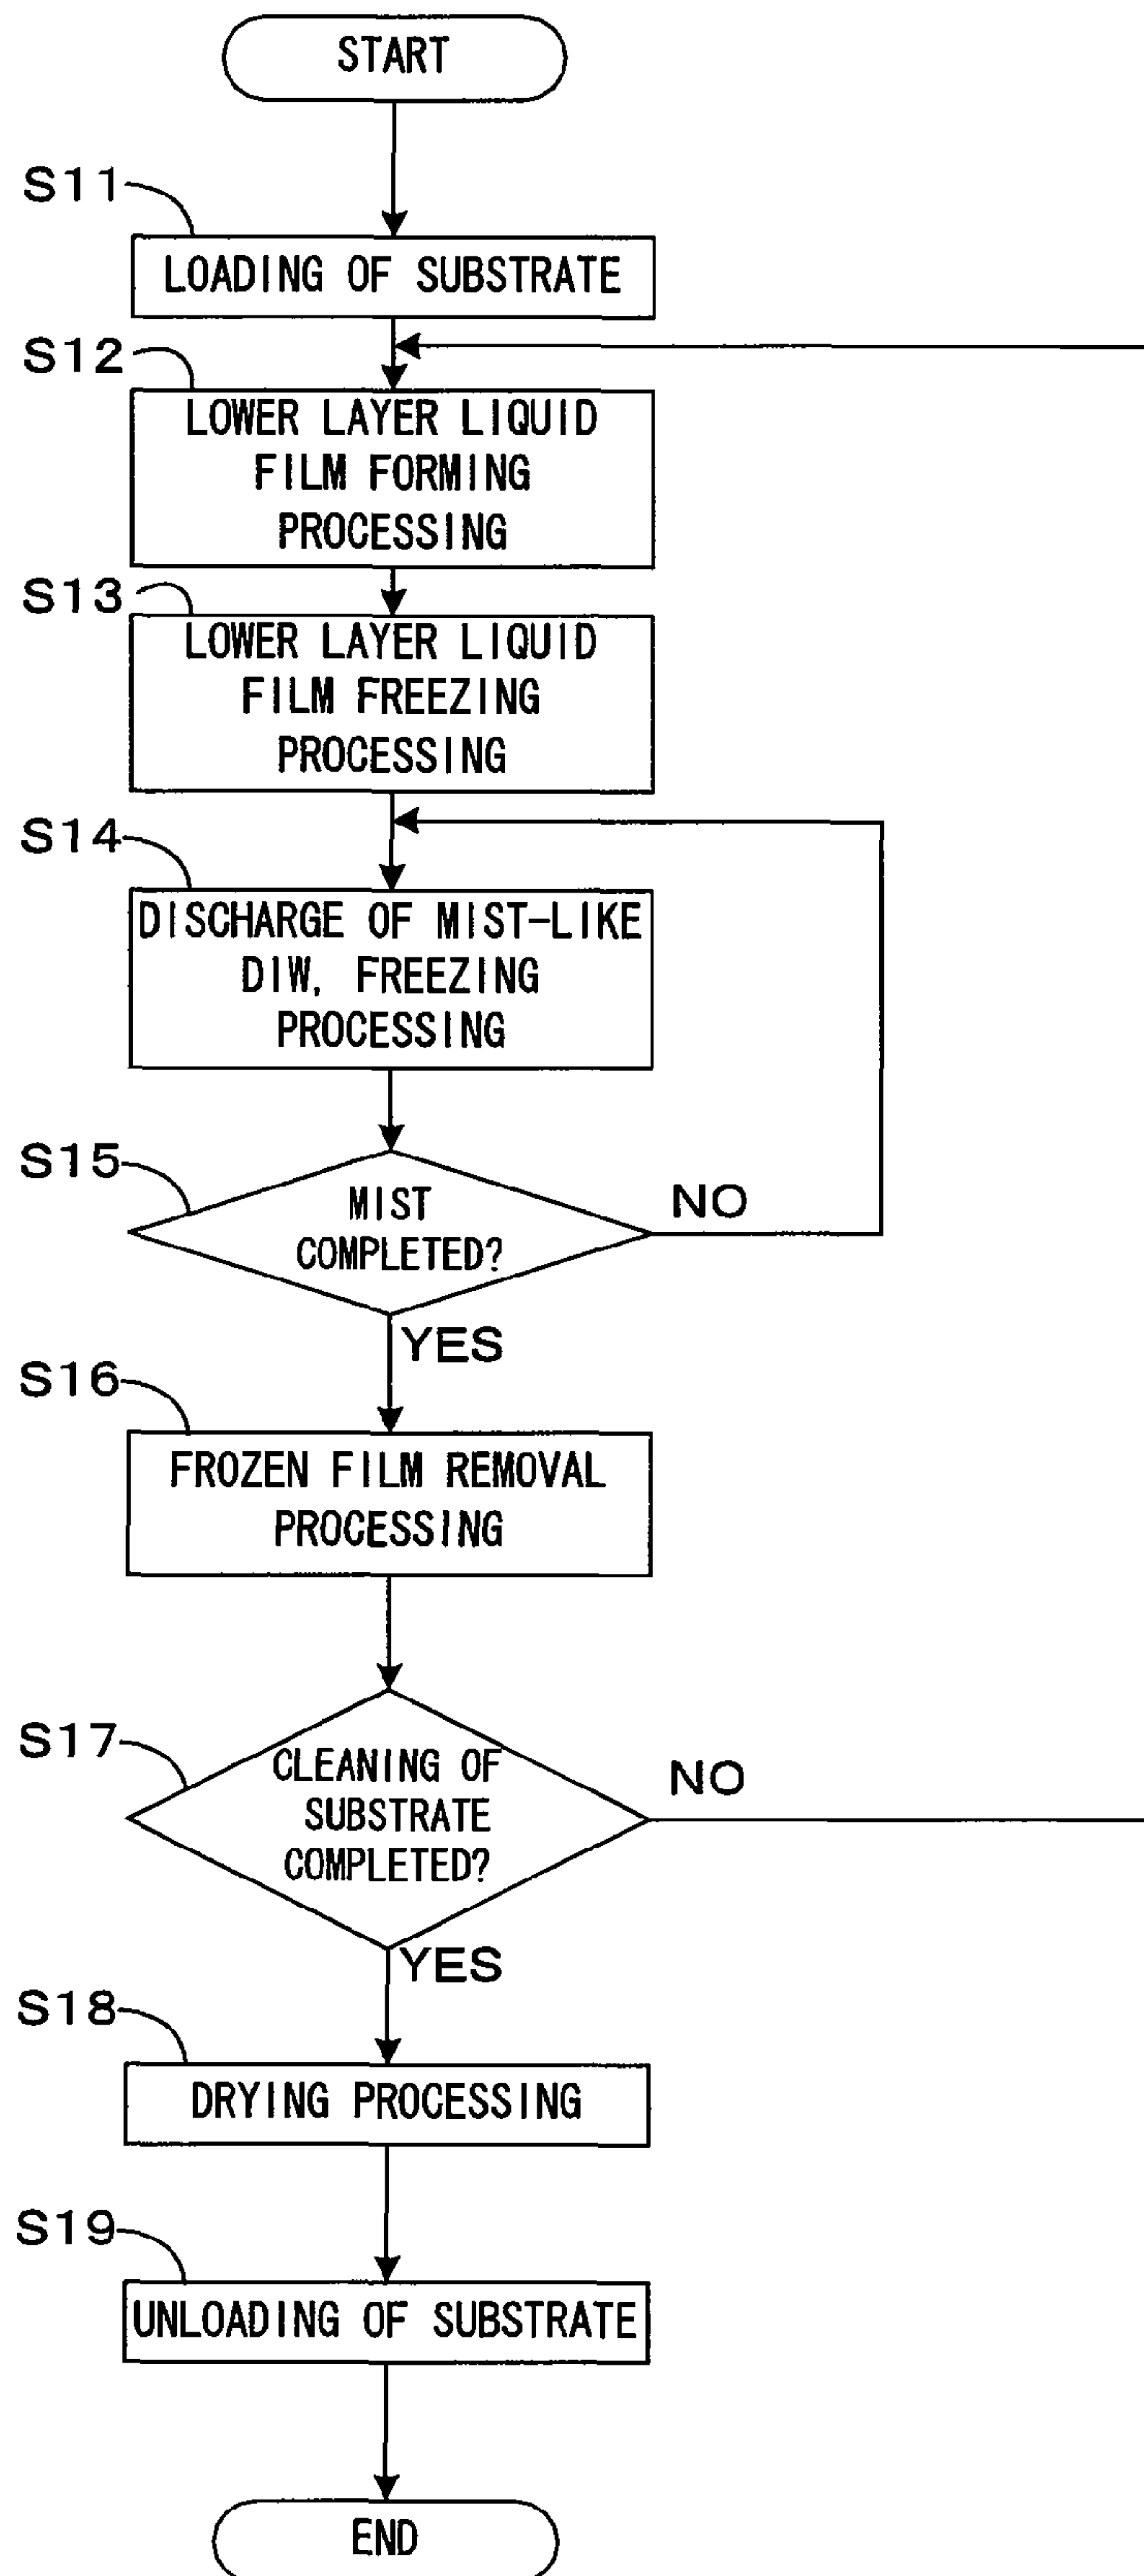 START
S11
LOADING OF SUBSTRATE
S12
LOWER LAYER LIQUID
FILM FORMING
PROCESSING
S13
LOWER LAYER LIQUID
FILM FREEZING
PROCESSING
S14
DISCHARGE OF MIST-LIKE
DIW, FREEZING
PROCESSING
S15
MIST
COMPLETED?
NO
YES
S16
FROZEN FILM REMOVAL
PROCESSING
S17
CLEANING OF
SUBSTRATE
COMPLETED?
NO
YES
S18
DRYING PROCESSING
S19
UNLOADING OF SUBSTRATE
END